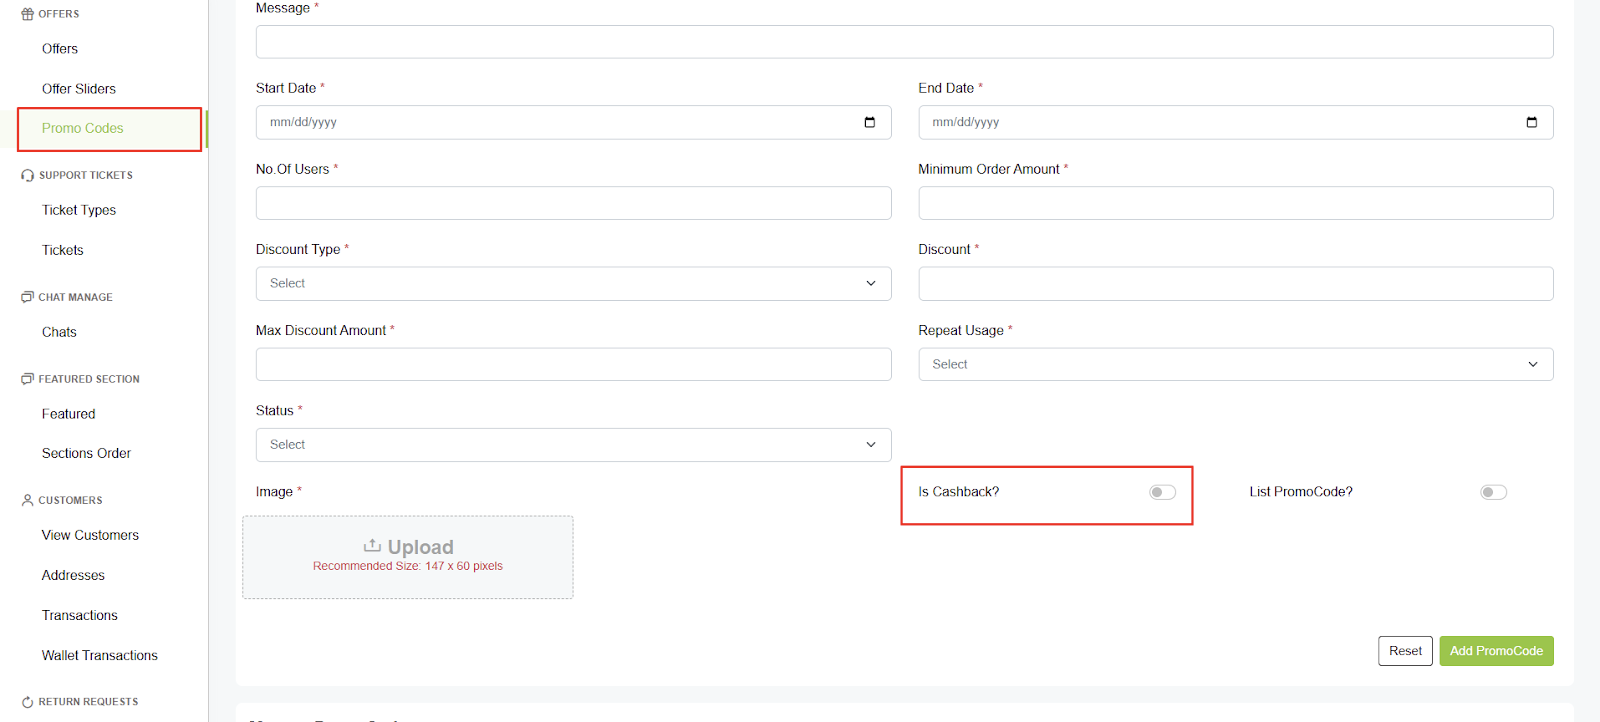 OFFERS
Offers
Offer Sliders
Promo Codes
SUPPORT TICKETS
Ticket Types
Tickets
CHAT MANAGE
Chats
FEATURED SECTION
Featured
Sections Order
CUSTOMERS
View Customers
Addresses
Transactions
Wallet Transactions
RETURN REQUESTS
Message *
Start Date *
mm/dd/yyyy
End Date *
mm/dd/yyyy
No.Of Users *
Minimum Order Amount *
Discount Type *
Select
Discount *
Max Discount Amount *
Repeat Usage *
Select
Status *
Select
Image *
Is Cashback?
List PromoCode?
Upload
Recommended Size: 147 x 60 pixels
Reset
Add PromoCode